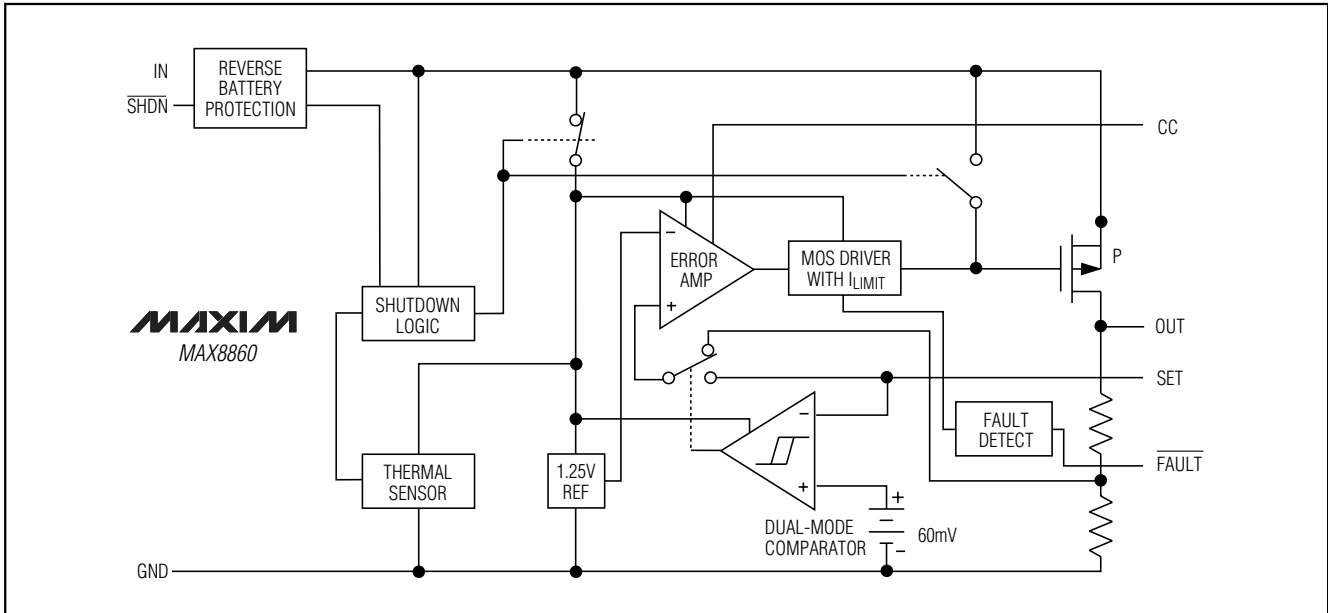 IN
SHDN
REVERSE
BATTERY
PROTECTION
CC
ERROR
AMP
−
+
MOS DRIVER
WITH ILIMIT
P
MAXIM
MAX8860
SHUTDOWN
LOGIC
OUT
SET
FAULT
DETECT
FAULT
THERMAL
SENSOR
1.25V
REF
−
+
DUAL-MODE
COMPARATOR
+
−
60mV
GND